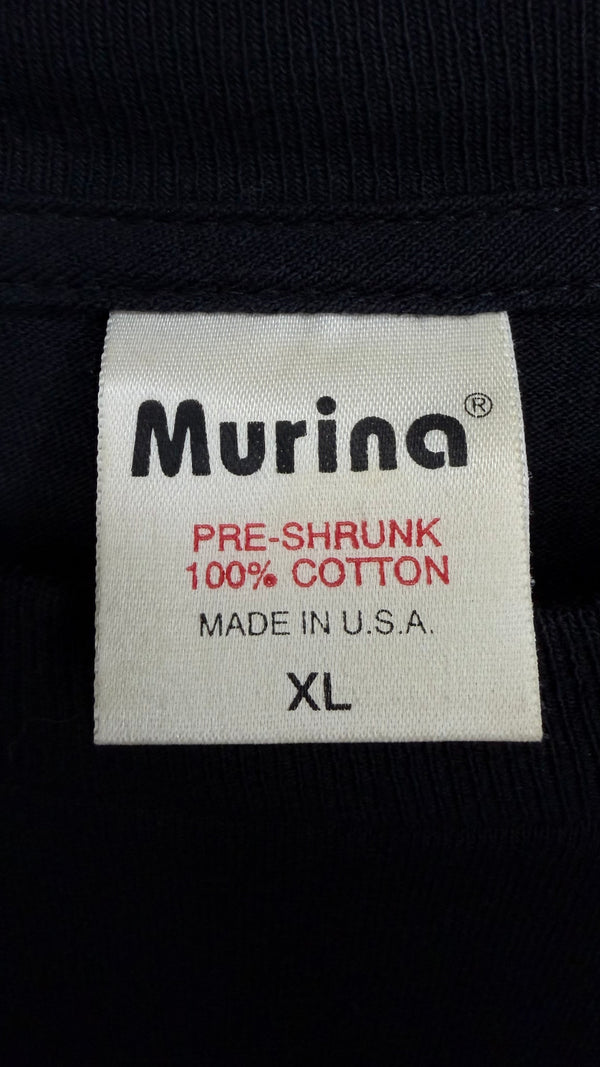 Murina®
PRE-SHRUNK
100% COTTON
MADE IN U.S.A.
XL